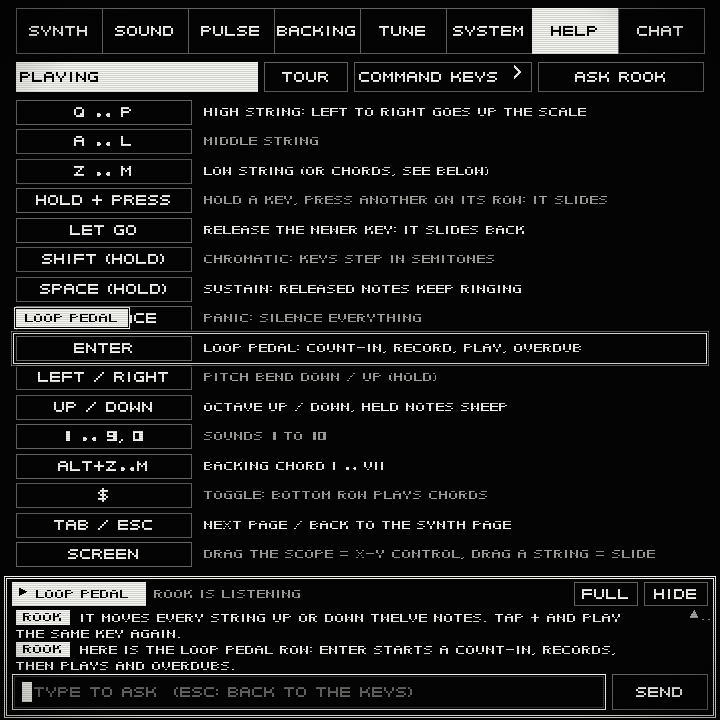 SYNTH SOUND PULSE BACKING TUNE SYSTEM HELP CHAT
PLAYING TOUR COMMAND KEYS > ASK ROOK
Q .. P HIGH STRING: LEFT TO RIGHT GOES UP THE SCALE
A .. L MIDDLE STRING
Z .. M LOW STRING (OR CHORDS, SEE BELOW)
HOLD + PRESS HOLD A KEY, PRESS ANOTHER ON ITS ROW: IT SLIDES
LET GO RELEASE THE NEWER KEY: IT SLIDES BACK
SHIFT (HOLD) CHROMATIC: KEYS STEP IN SEMITONES
SPACE (HOLD) SUSTAIN: RELEASED NOTES KEEP RINGING
LOOP PEDAL CE PANIC: SILENCE EVERYTHING
ENTER LOOP PEDAL: COUNT-IN, RECORD, PLAY, OVERDUB
LEFT / RIGHT PITCH BEND DOWN / UP (HOLD)
UP / DOWN OCTAVE UP / DOWN, HELD NOTES SWEEP
1 .. 9, 0 SOUNDS 1 TO 10
ALT+Z..M BACKING CHORD I .. VII
$ TOGGLE: BOTTOM ROW PLAYS CHORDS
TAB / ESC NEXT PAGE / BACK TO THE SYNTH PAGE
SCREEN DRAG THE SCOPE = X-Y CONTROL, DRAG A STRING = SLIDE
LOOP PEDAL ROOK IS LISTENING FULL HIDE
ROOK IT MOVES EVERY STRING UP OR DOWN TWELVE NOTES. TAP + AND PLAY
THE SAME KEY AGAIN.
ROOK HERE IS THE LOOP PEDAL ROW: ENTER STARTS A COUNT-IN, RECORDS,
THEN PLAYS AND OVERDUBS.
TYPE TO ASK (ESC: BACK TO THE KEYS) SEND